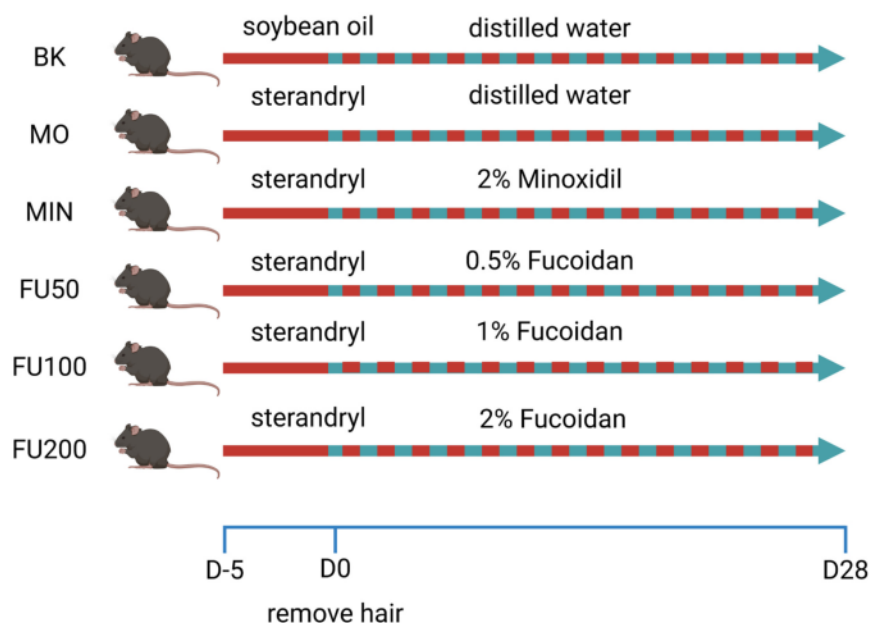 soybean oil distilled water
BK
sterandryl distilled water
MO
sterandryl 2% Minoxidil
MIN
sterandryl 0.5% Fucoidan
FU50
sterandryl 1% Fucoidan
FU100
sterandryl 2% Fucoidan
FU200
D-5 D0 D28
remove hair